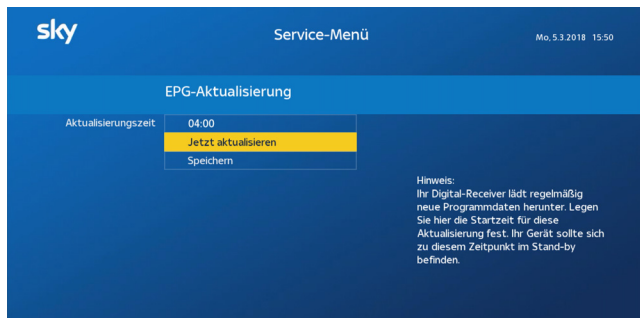 sky
Service-Menü
Mo, 5.3.2018 15:50
EPG-Aktualisierung
Aktualisierungszeit
04:00
Jetzt aktualisieren
Speichern
Hinweis:
Ihr Digital-Receiver lädt regelmäßig
neue Programmdaten herunter. Legen
Sie hier die Startzeit für diese
Aktualisierung fest. Ihr Gerät sollte sich
zu diesem Zeitpunkt im Stand-by
befinden.